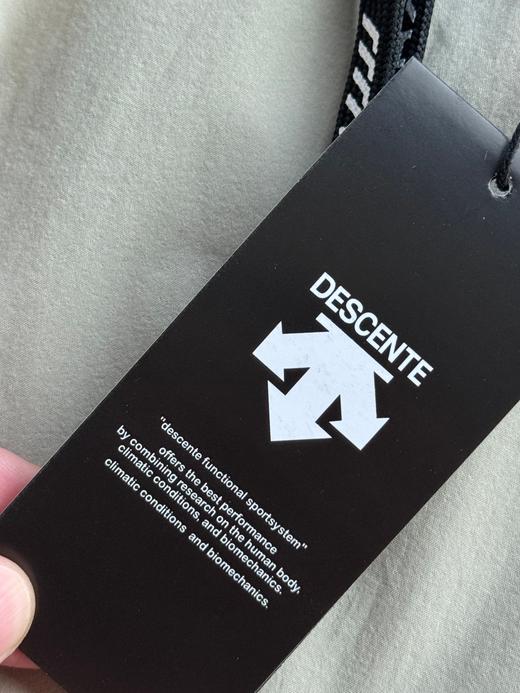 DESCENTE
"descente functional sportsystem"
offers the best performance
by combining research on the human body,
climatic conditions, and biomechanics.
climatic conditions and biomechanics.